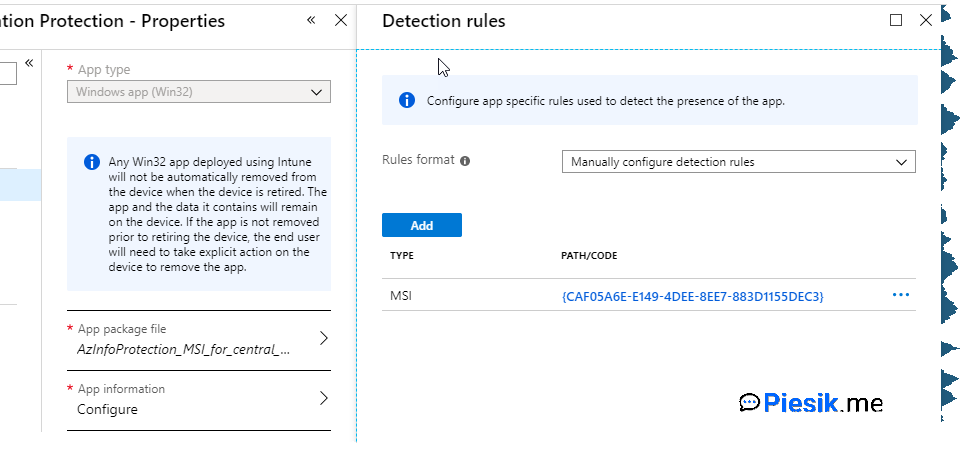 tion Protection - Properties
Detection rules
* App type
Windows app (Win32)
Any Win32 app deployed using Intune
will not be automatically removed from
the device when the device is retired. The
app and the data it contains will remain
on the device. If the app is not removed
prior to retiring the device, the end user
will need to take explicit action on the
device to remove the app.
* App package file
AzInfoProtection_MSI_for_central_...
* App information
Configure
Configure app specific rules used to detect the presence of the app.
Rules format
Manually configure detection rules
Add
TYPE PATH/CODE
MSI {CAF05A6E-E149-4DEE-8EE7-883D1155DEC3}
Piesik.me